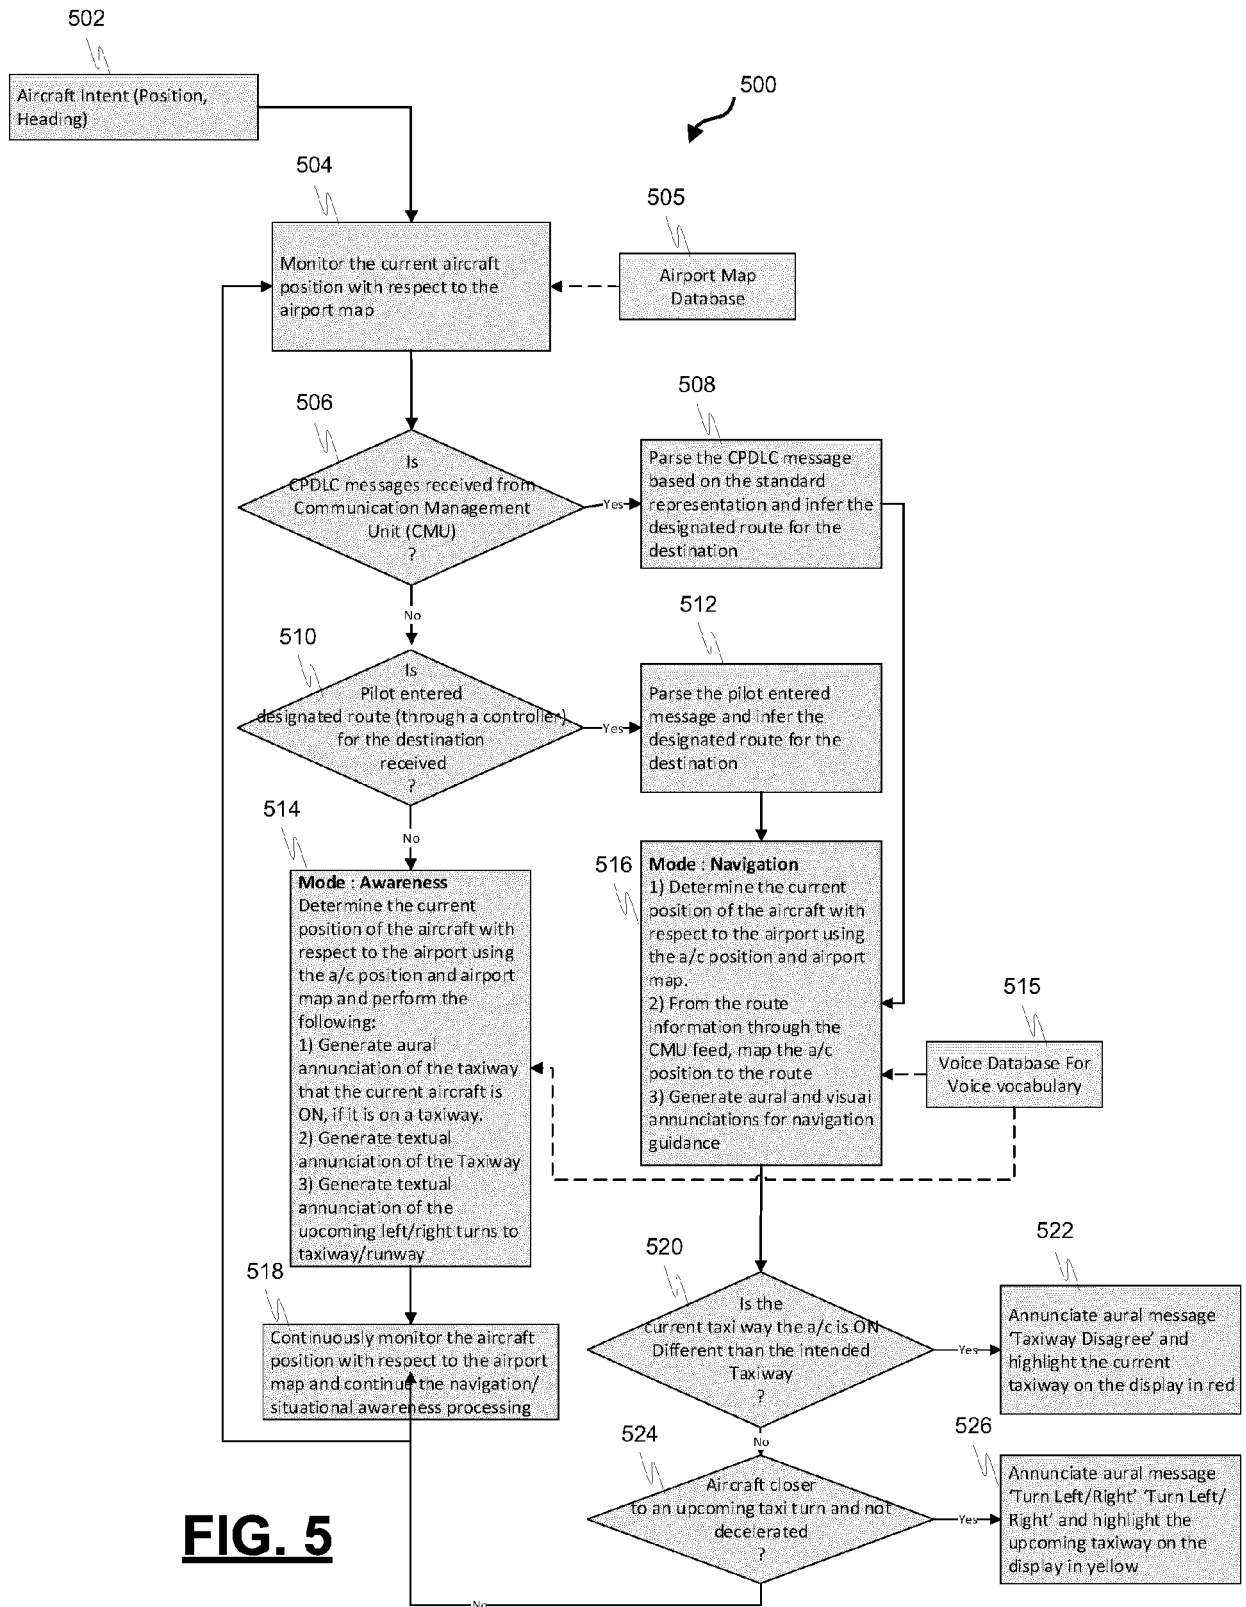 502
Aircraft Intent (Position,
Heading)
500
504
Monitor the current aircraft
position with respect to the
airport map
505
Airport Map
Database
506
Is
CPDLC messages received from
Communication Management
Unit (CMU)
?
Yes
508
Parse the CPDLC message
based on the standard
representation and infer the
designated route for the
destination
No
510
Is
Pilot entered
designated route (through a controller)
for the destination
received
?
Yes
512
Parse the pilot entered
message and infer the
designated route for the
destination
No
514
Mode : Awareness
Determine the current
position of the aircraft with
respect to the airport using
the a/c position and airport
map and perform the
following:
1) Generate aural
annunciation of the taxiway
that the current aircraft is
ON, if it is on a taxiway.
2) Generate textual
annunciation of the Taxiway
3) Generate textual
annunciation of the
upcoming left/right turns to
taxiway/runway
516
Mode : Navigation
1) Determine the current
position of the aircraft with
respect to the airport using
the a/c position and airport
map.
2) From the route
information through the
CMU feed, map the a/c
position to the route
3) Generate aural and visual
annunciations for navigation
guidance
515
Voice Database For
Voice vocabulary
518
Continuously monitor the aircraft
position with respect to the airport
map and continue the navigation/
situational awareness processing
520
Is the
current taxi way the a/c is ON
Different than the intended
Taxiway
?
Yes
522
Annunciate aural message
‘Taxiway Disagree’ and
highlight the current
taxiway on the display in red
No
524
Aircraft closer
to an upcoming taxi turn and not
decelerated
?
Yes
526
Annunciate aural message
‘Turn Left/Right’ ‘Turn Left/
Right’ and highlight the
upcoming taxiway on the
display in yellow
No
FIG. 5